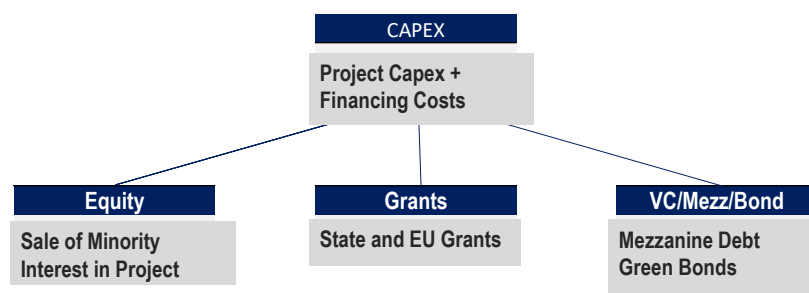 CAPEX
Project Capex +
Financing Costs
Equity
Sale of Minority
Interest in Project
Grants
State and EU Grants
VC/Mezz/Bond
Mezzanine Debt
Green Bonds